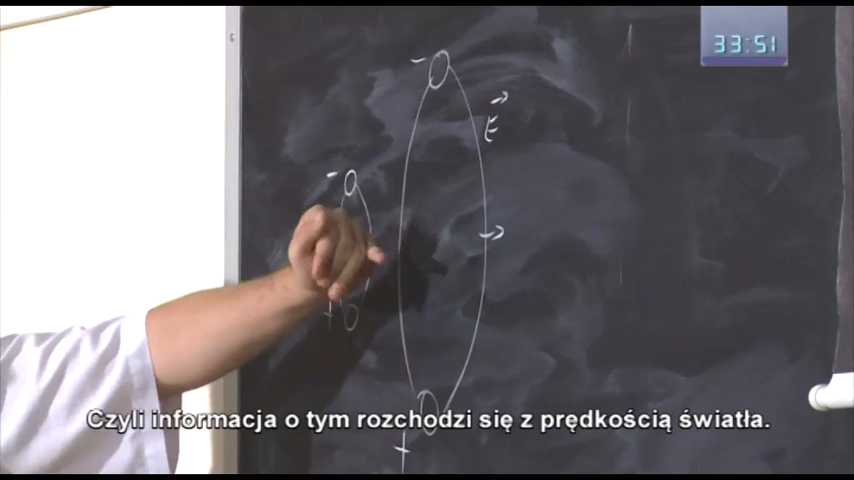 33:51
-
E
-
+
+
Czyli informacja o tym rozchodzi się z prędkością światła.